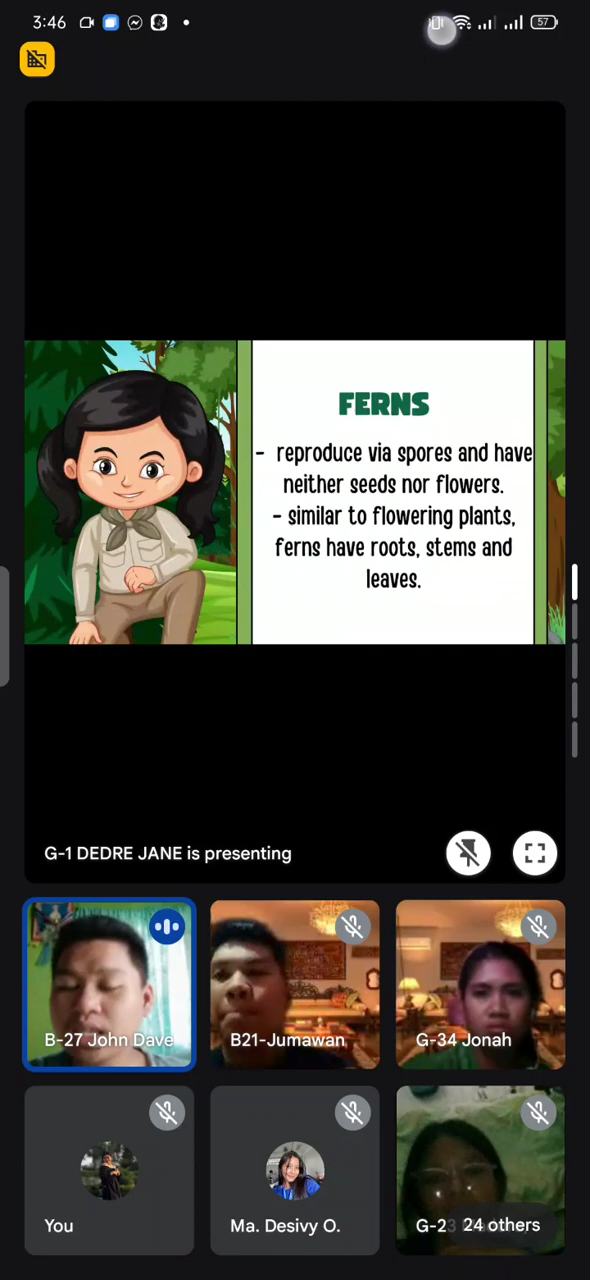 3:46
57
FERNS
- reproduce via spores and have
neither seeds nor flowers.
- similar to flowering plants,
ferns have roots, stems and
leaves.
G-1 DEDRE JANE is presenting
B-27 John Dave
B21-Jumawan
G-34 Jonah
You
Ma. Desivy O.
G-23
24 others